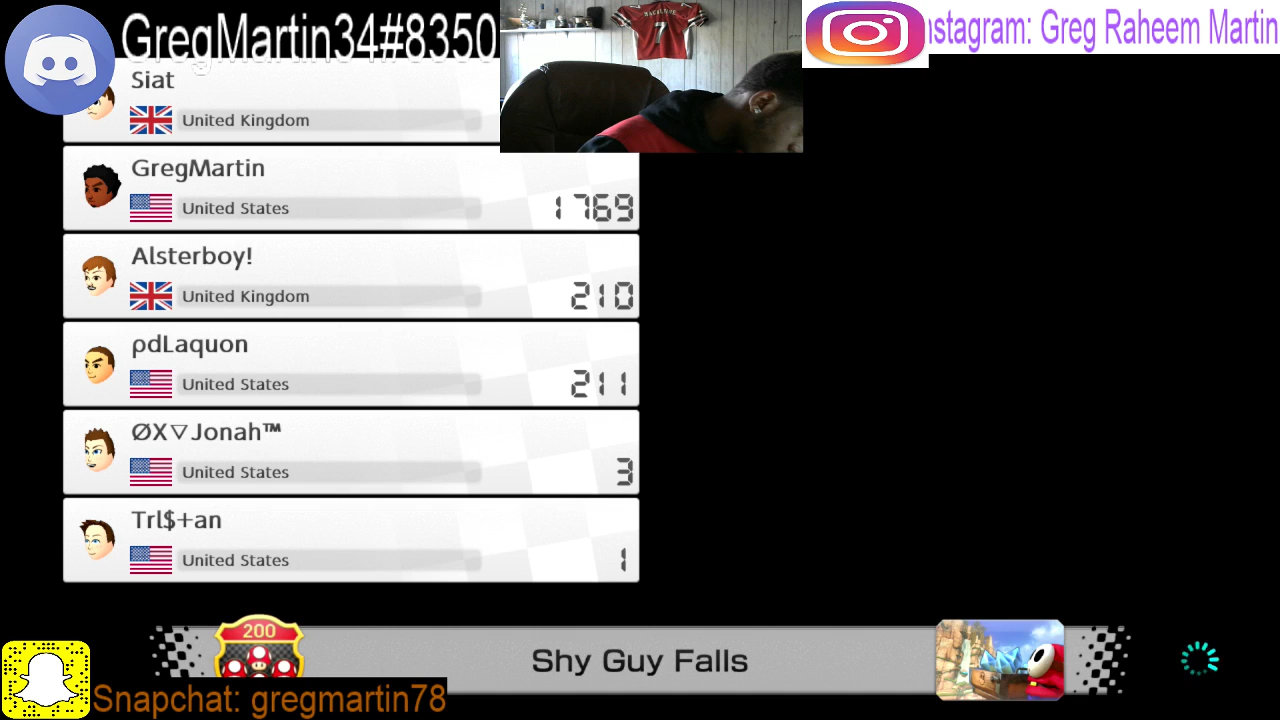 GregMartin34#8350
nstagram: Greg Raheem Martin
Siat
United Kingdom
GregMartin
United States
1769
Alsterboy!
United Kingdom
210
ρdLaquon
United States
211
ØX▽Jonah™
United States
3
Trl$+an
United States
1
200
Shy Guy Falls
Snapchat: gregmartin78